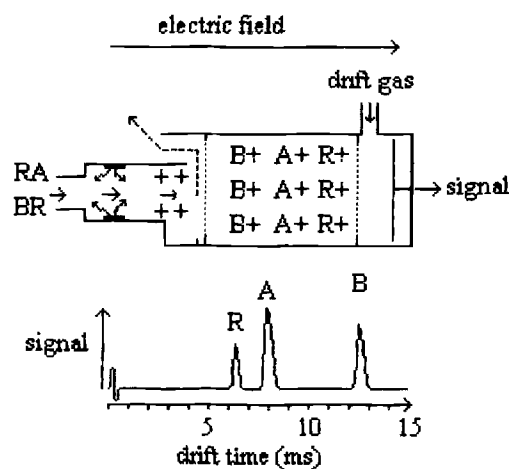 electric field
drift gas
RA
BR
+ +
+ +
B+ A+ R+
B+ A+ R+
B+ A+ R+
signal
signal
R
A
B
5
10
15
drift time (ms)